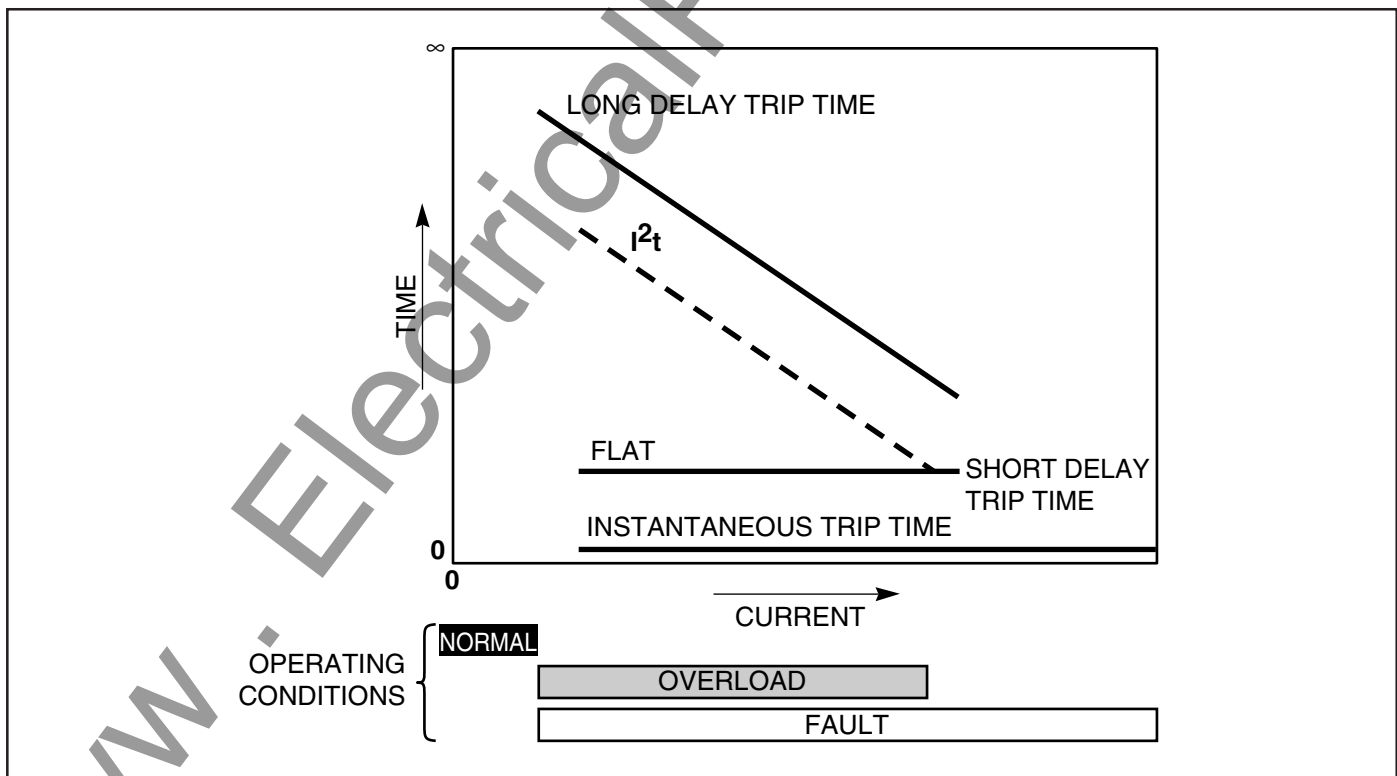 ∞
LONG DELAY TRIP TIME
I²t
TIME
FLAT
SHORT DELAY
TRIP TIME
INSTANTANEOUS TRIP TIME
0
0
CURRENT
OPERATING
CONDITIONS
NORMAL
OVERLOAD
FAULT
w . Electrical